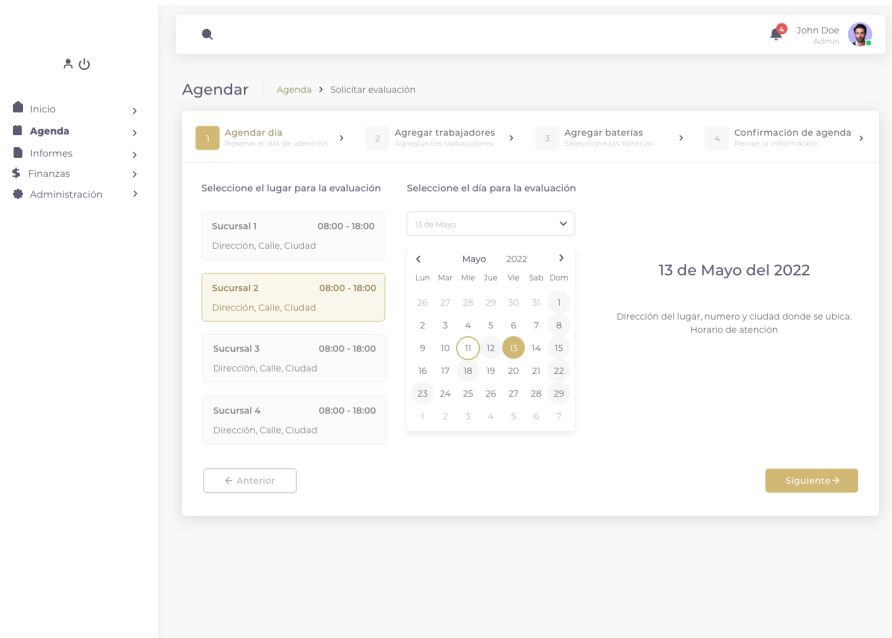 4
John Doe
Admin
Inicio
Agenda
Informes
Finanzas
Administración
Agendar
Agenda > Solicitar evaluación
1 Agendar día
Reserve el día de atención
2 Agregar trabajadores
Agregue los trabajadores
3 Agregar baterías
Seleccione las baterías
4 Confirmación de agenda
Revise la información
Seleccione el lugar para la evaluación
Sucursal 1 08:00 - 18:00
Dirección, Calle, Ciudad
Sucursal 2 08:00 - 18:00
Dirección, Calle, Ciudad
Sucursal 3 08:00 - 18:00
Dirección, Calle, Ciudad
Sucursal 4 08:00 - 18:00
Dirección, Calle, Ciudad
Seleccione el día para la evaluación
13 de Mayo
Mayo 2022
Lun Mar Mie Jue Vie Sab Dom
26 27 28 29 30 31 1
2 3 4 5 6 7 8
9 10 11 12 13 14 15
16 17 18 19 20 21 22
23 24 25 26 27 28 29
1 2 3 4 5 6 7
13 de Mayo del 2022
Dirección del lugar, numero y ciudad donde se ubica.
Horario de atención
← Anterior
Siguiente →